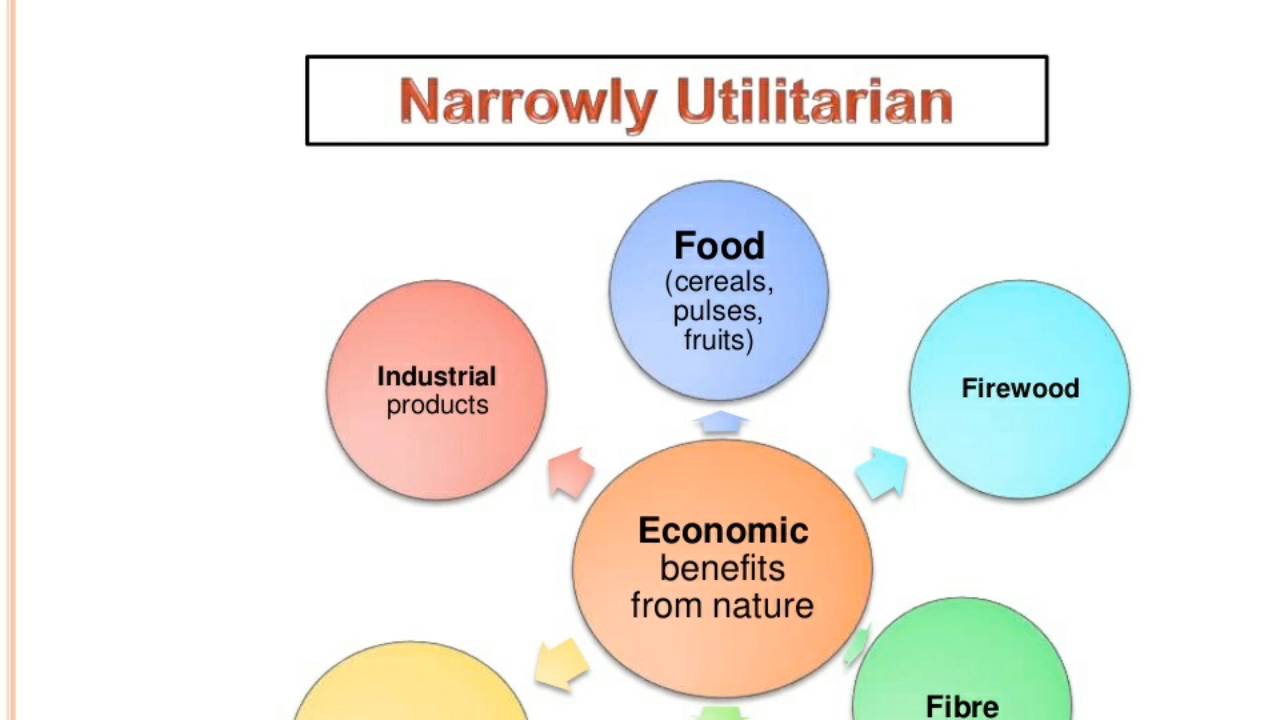 Narrowly Utilitarian
Food
(cereals,
pulses,
fruits)
Industrial
products
Firewood
Economic
benefits
from nature
Fibre